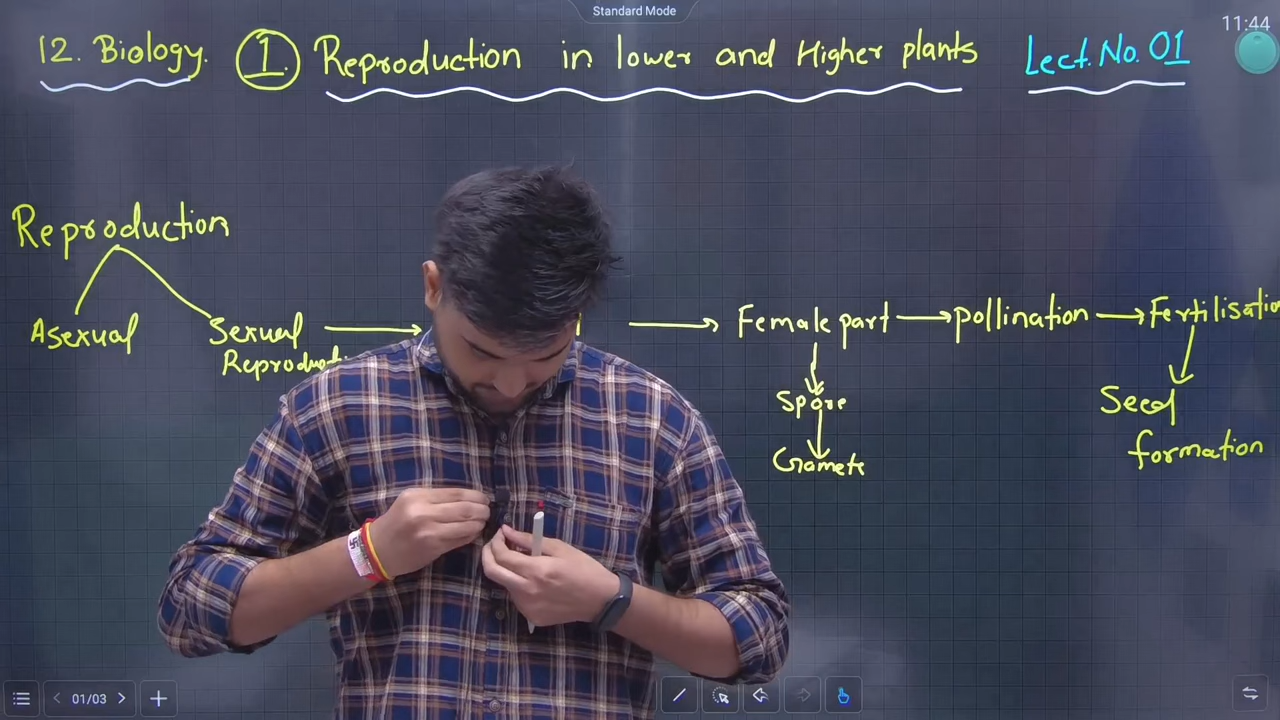 Standard Mode
11:44
12. Biology. 1. Reproduction in lower and Higher plants Lect. No. 01
Reproduction
Asexual
Sexual
Female part
pollination
Spore
Gamete
Seed
formation
01/03